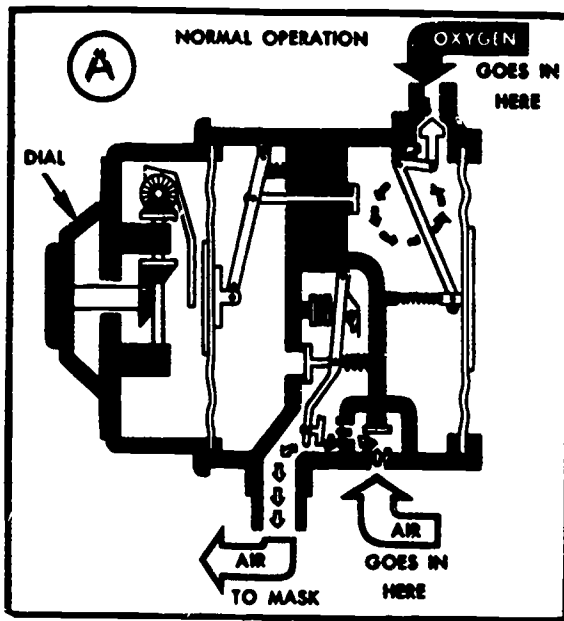 NORMAL OPERATION
A
OXYGEN
GOES IN
HERE
DIAL
AIR
GOES IN
HERE
AIR
TO MASK